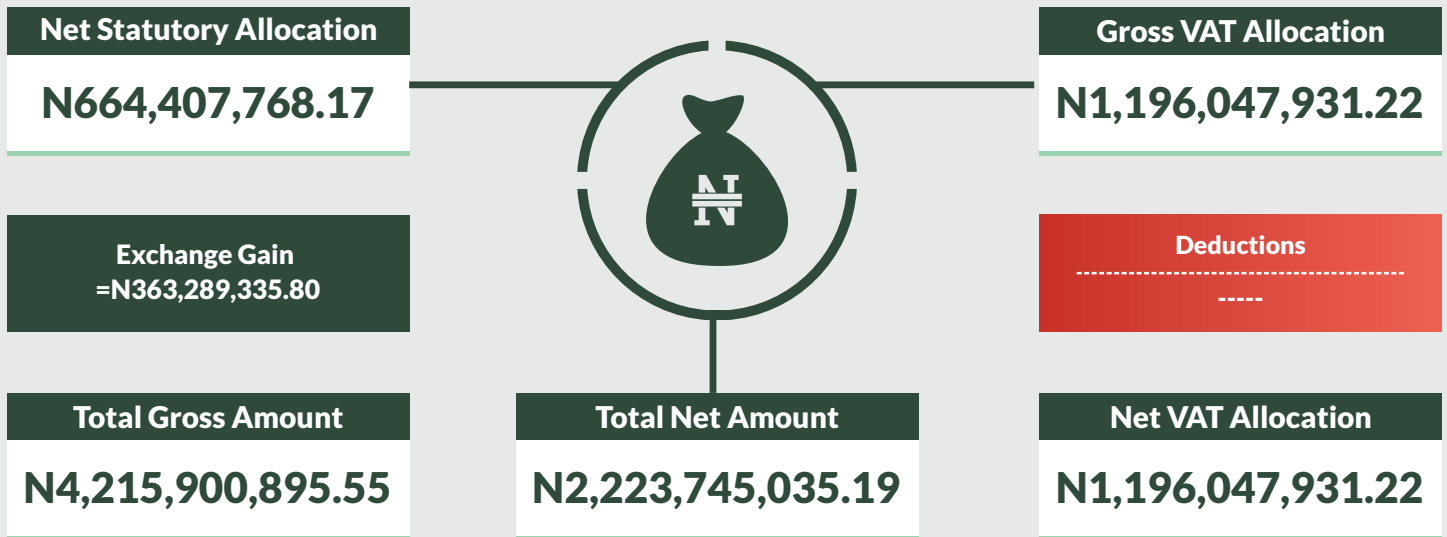 Net Statutory Allocation
N664,407,768.17
Gross VAT Allocation
N1,196,047,931.22
₦
Exchange Gain
=N363,289,335.80
Deductions
--------------------------------------------
-----
Total Gross Amount
N4,215,900,895.55
Total Net Amount
N2,223,745,035.19
Net VAT Allocation
N1,196,047,931.22